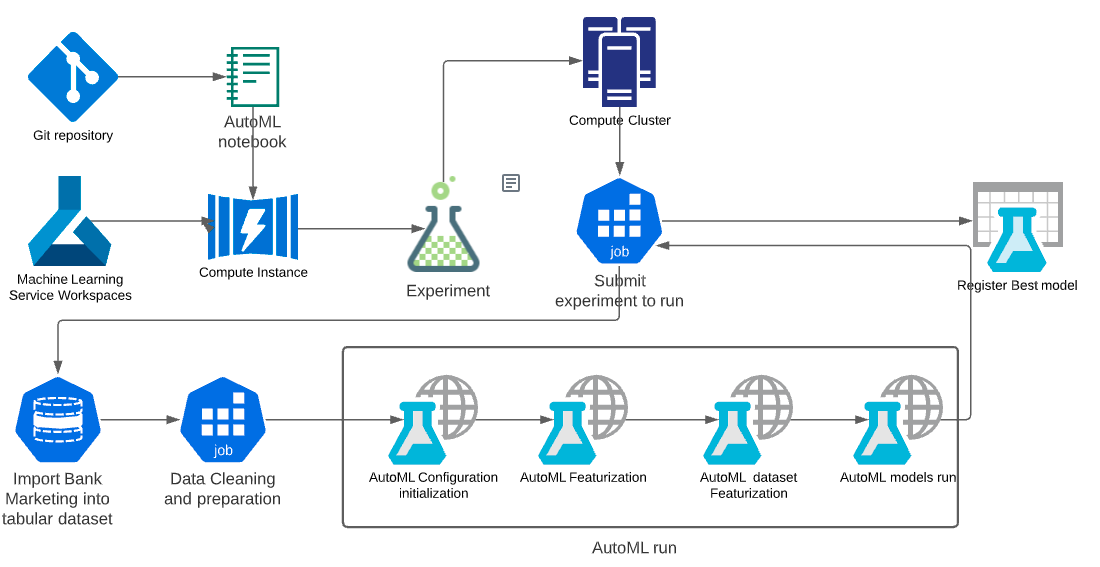 Git repository
AutoML
notebook
Compute Cluster
Machine Learning
Service Workspaces
Compute Instance
Experiment
job
Submit
experiment to run
Register Best model
Import Bank
Marketing into
tabular dataset
job
Data Cleaning
and preparation
AutoML Configuration
initialization
AutoML Featurization
AutoML dataset
Featurization
AutoML models run
AutoML run